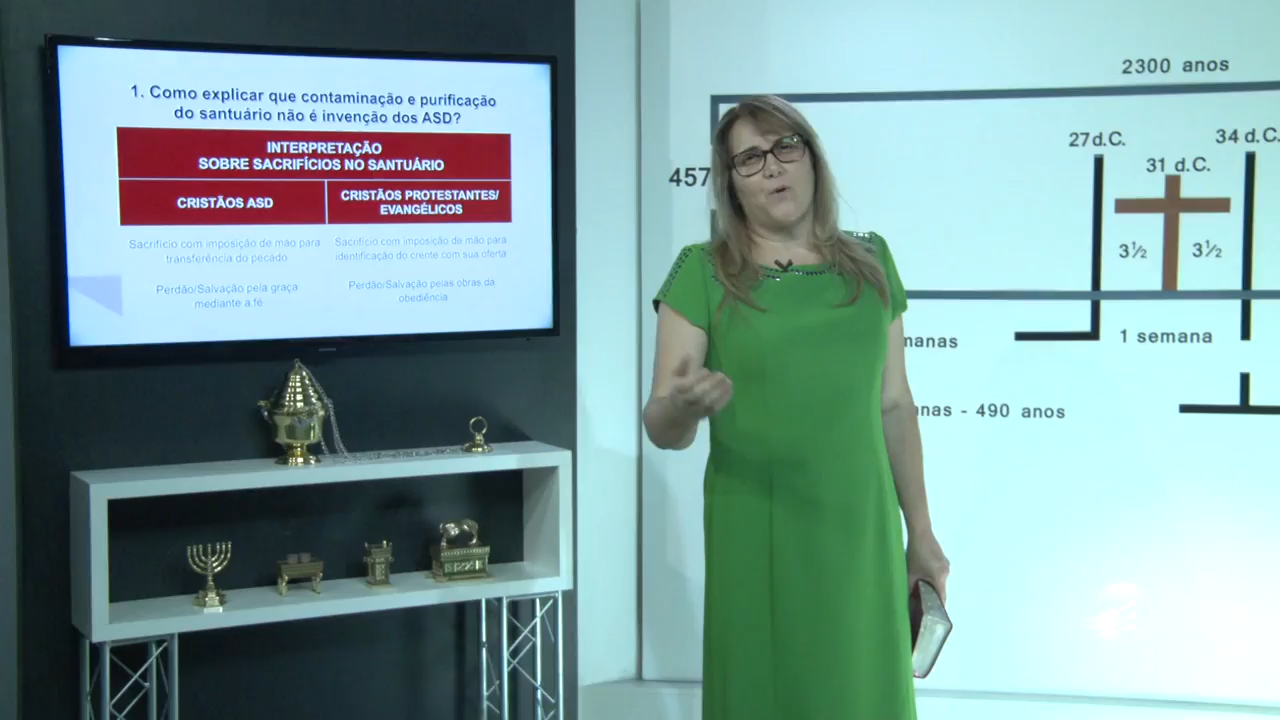 1. Como explicar que contaminação e purificação
do santuário não é invenção dos ASD?
INTERPRETAÇÃO
SOBRE SACRIFÍCIOS NO SANTUÁRIO
CRISTÃOS ASD
CRISTÃOS PROTESTANTES/
EVANGÉLICOS
Sacrifício com imposição de mão para
transferência do pecado
Sacrifício com imposição de mão para
identificação do crente com sua oferta
Perdão/Salvação pela graça
mediante a fé
Perdão/Salvação pelas obras da
obediência
2300 anos
457
27 d.C.
31 d.C.
34 d.C.
3½
3½
manas
1 semana
nas - 490 anos